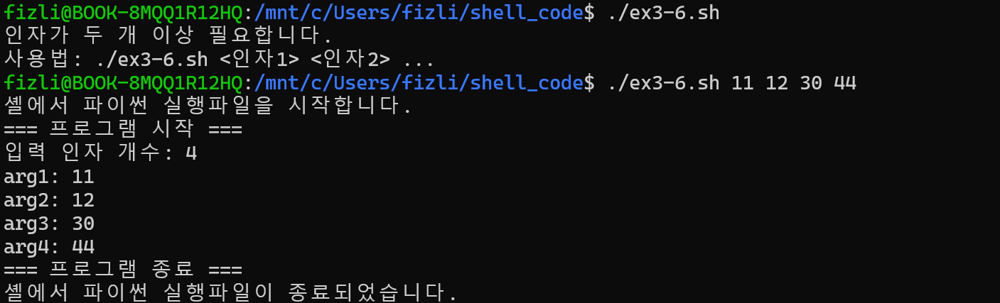 fizli@BOOK-8MQQ1R12HQ:/mnt/c/Users/fizli/shell_code$ ./ex3-6.sh
인자가 두 개 이상 필요합니다.
사용법: ./ex3-6.sh <인자1> <인자2> ...
fizli@BOOK-8MQQ1R12HQ:/mnt/c/Users/fizli/shell_code$ ./ex3-6.sh 11 12 30 44
셸에서 파이썬 실행파일을 시작합니다.
=== 프로그램 시작 ===
입력 인자 개수: 4
arg1: 11
arg2: 12
arg3: 30
arg4: 44
=== 프로그램 종료 ===
셸에서 파이썬 실행파일이 종료되었습니다.